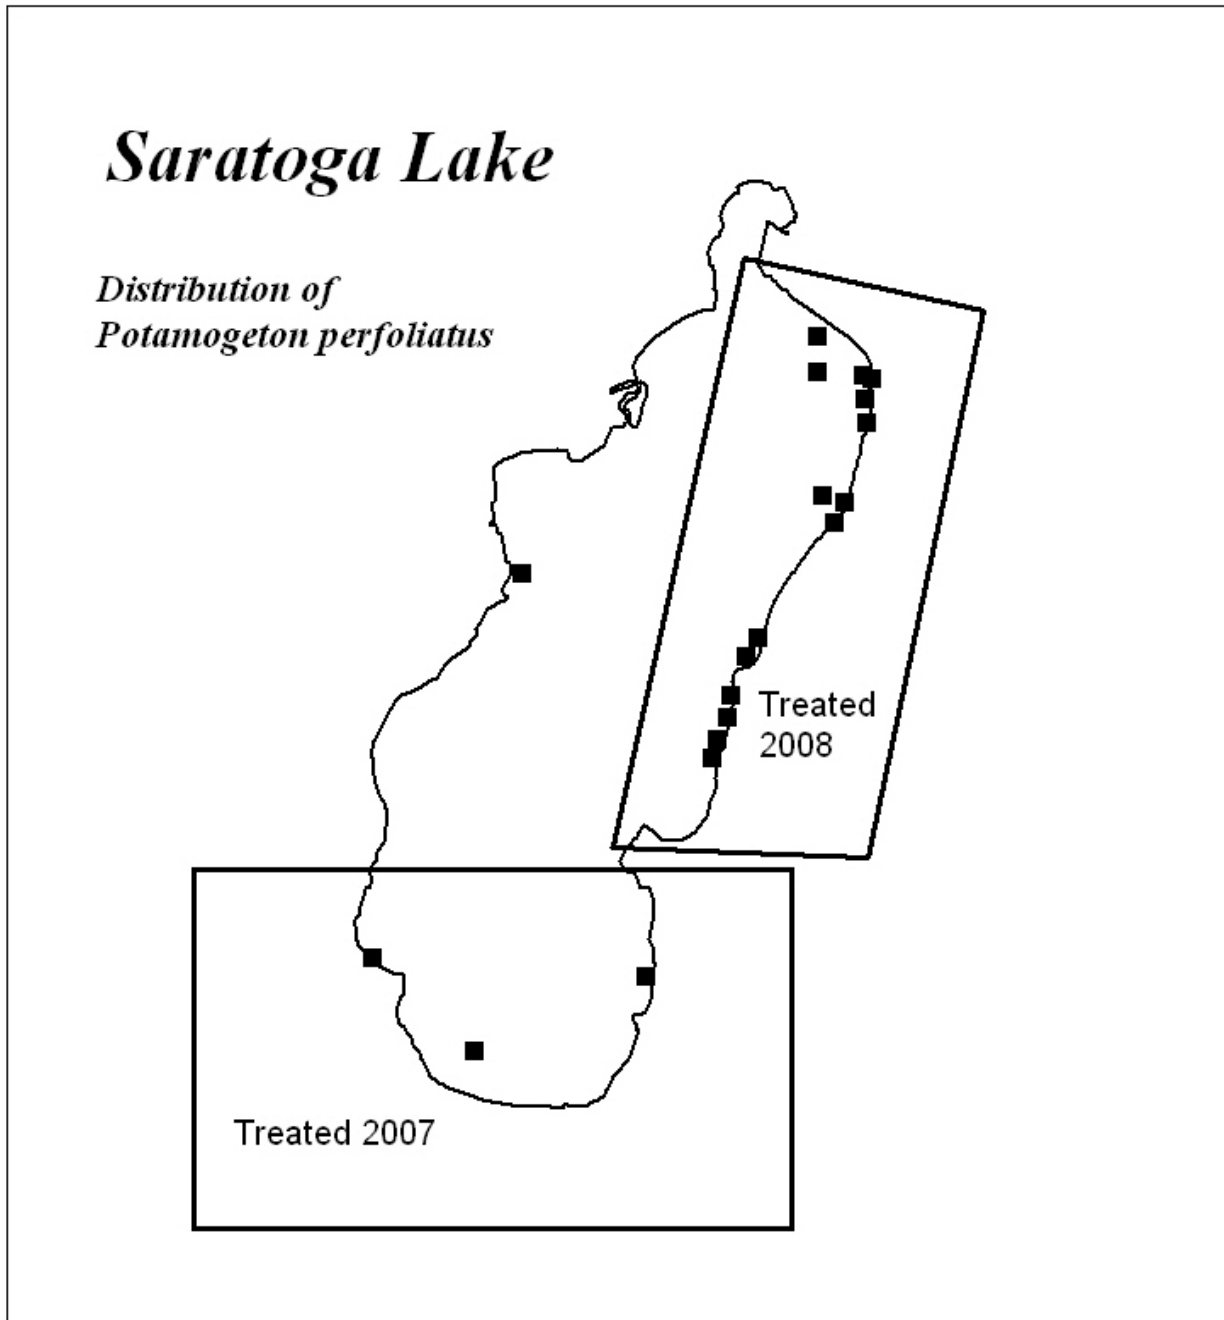 Saratoga Lake
Distribution of
Potamogeton perfoliatus
Treated
2008
Treated 2007